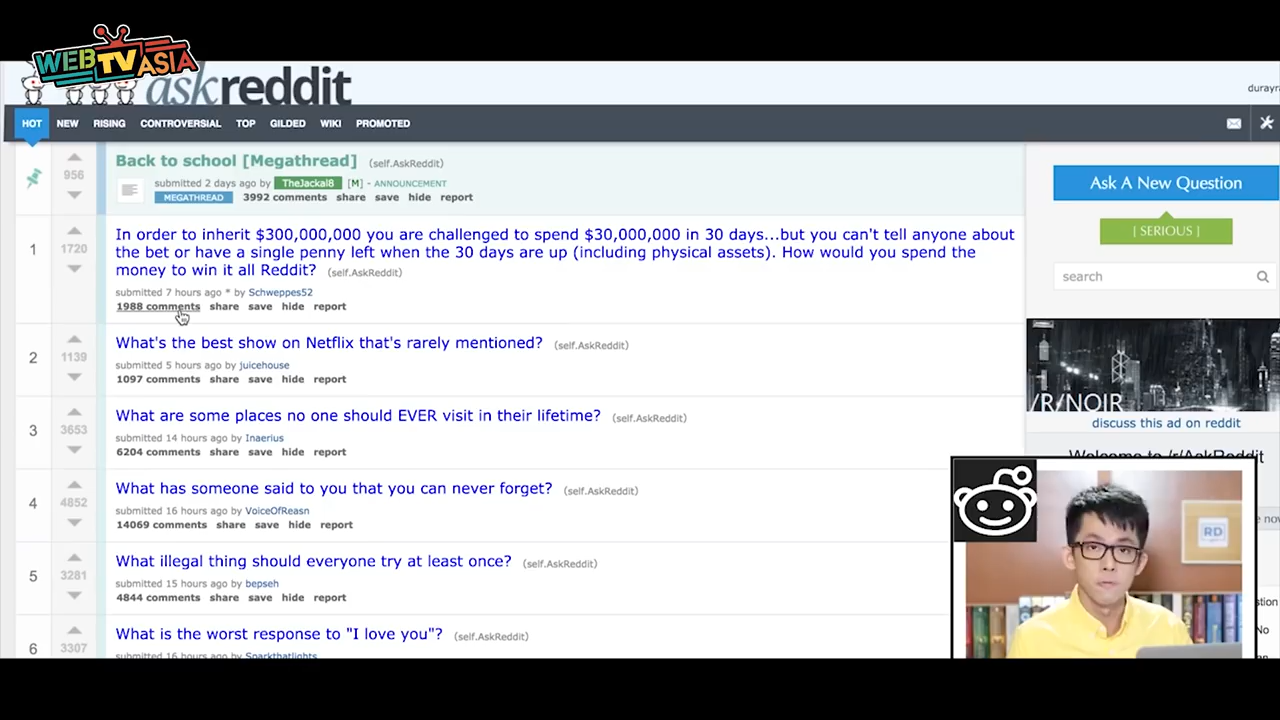 WEBTVASIA
askreddit
duray
HOT NEW RISING CONTROVERSIAL TOP GILDED WIKI PROMOTED
956
Back to school [Megathread] (self.AskReddit)
submitted 2 days ago by TheJackal8 [M] - ANNOUNCEMENT
MEGATHREAD 3992 comments share save hide report
Ask A New Question
[ SERIOUS ]
search
1
1720
In order to inherit $300,000,000 you are challenged to spend $30,000,000 in 30 days...but you can't tell anyone about
the bet or have a single penny left when the 30 days are up (including physical assets). How would you spend the
money to win it all Reddit? (self.AskReddit)
submitted 7 hours ago * by Schweppes52
1988 comments share save hide report
2
1139
What's the best show on Netflix that's rarely mentioned? (self.AskReddit)
submitted 5 hours ago by juicehouse
1097 comments share save hide report
/R/NOIR
discuss this ad on reddit
Welcome to /r/AskReddit
3
3653
What are some places no one should EVER visit in their lifetime? (self.AskReddit)
submitted 14 hours ago by Inaerius
6204 comments share save hide report
4
4852
What has someone said to you that you can never forget? (self.AskReddit)
submitted 16 hours ago by VoiceOfReasn
14069 comments share save hide report
5
3281
What illegal thing should everyone try at least once? (self.AskReddit)
submitted 15 hours ago by bepseh
4844 comments share save hide report
6
3307
What is the worst response to "I love you"? (self.AskReddit)
submitted 16 hours ago by Sparkthatlights
RD
No